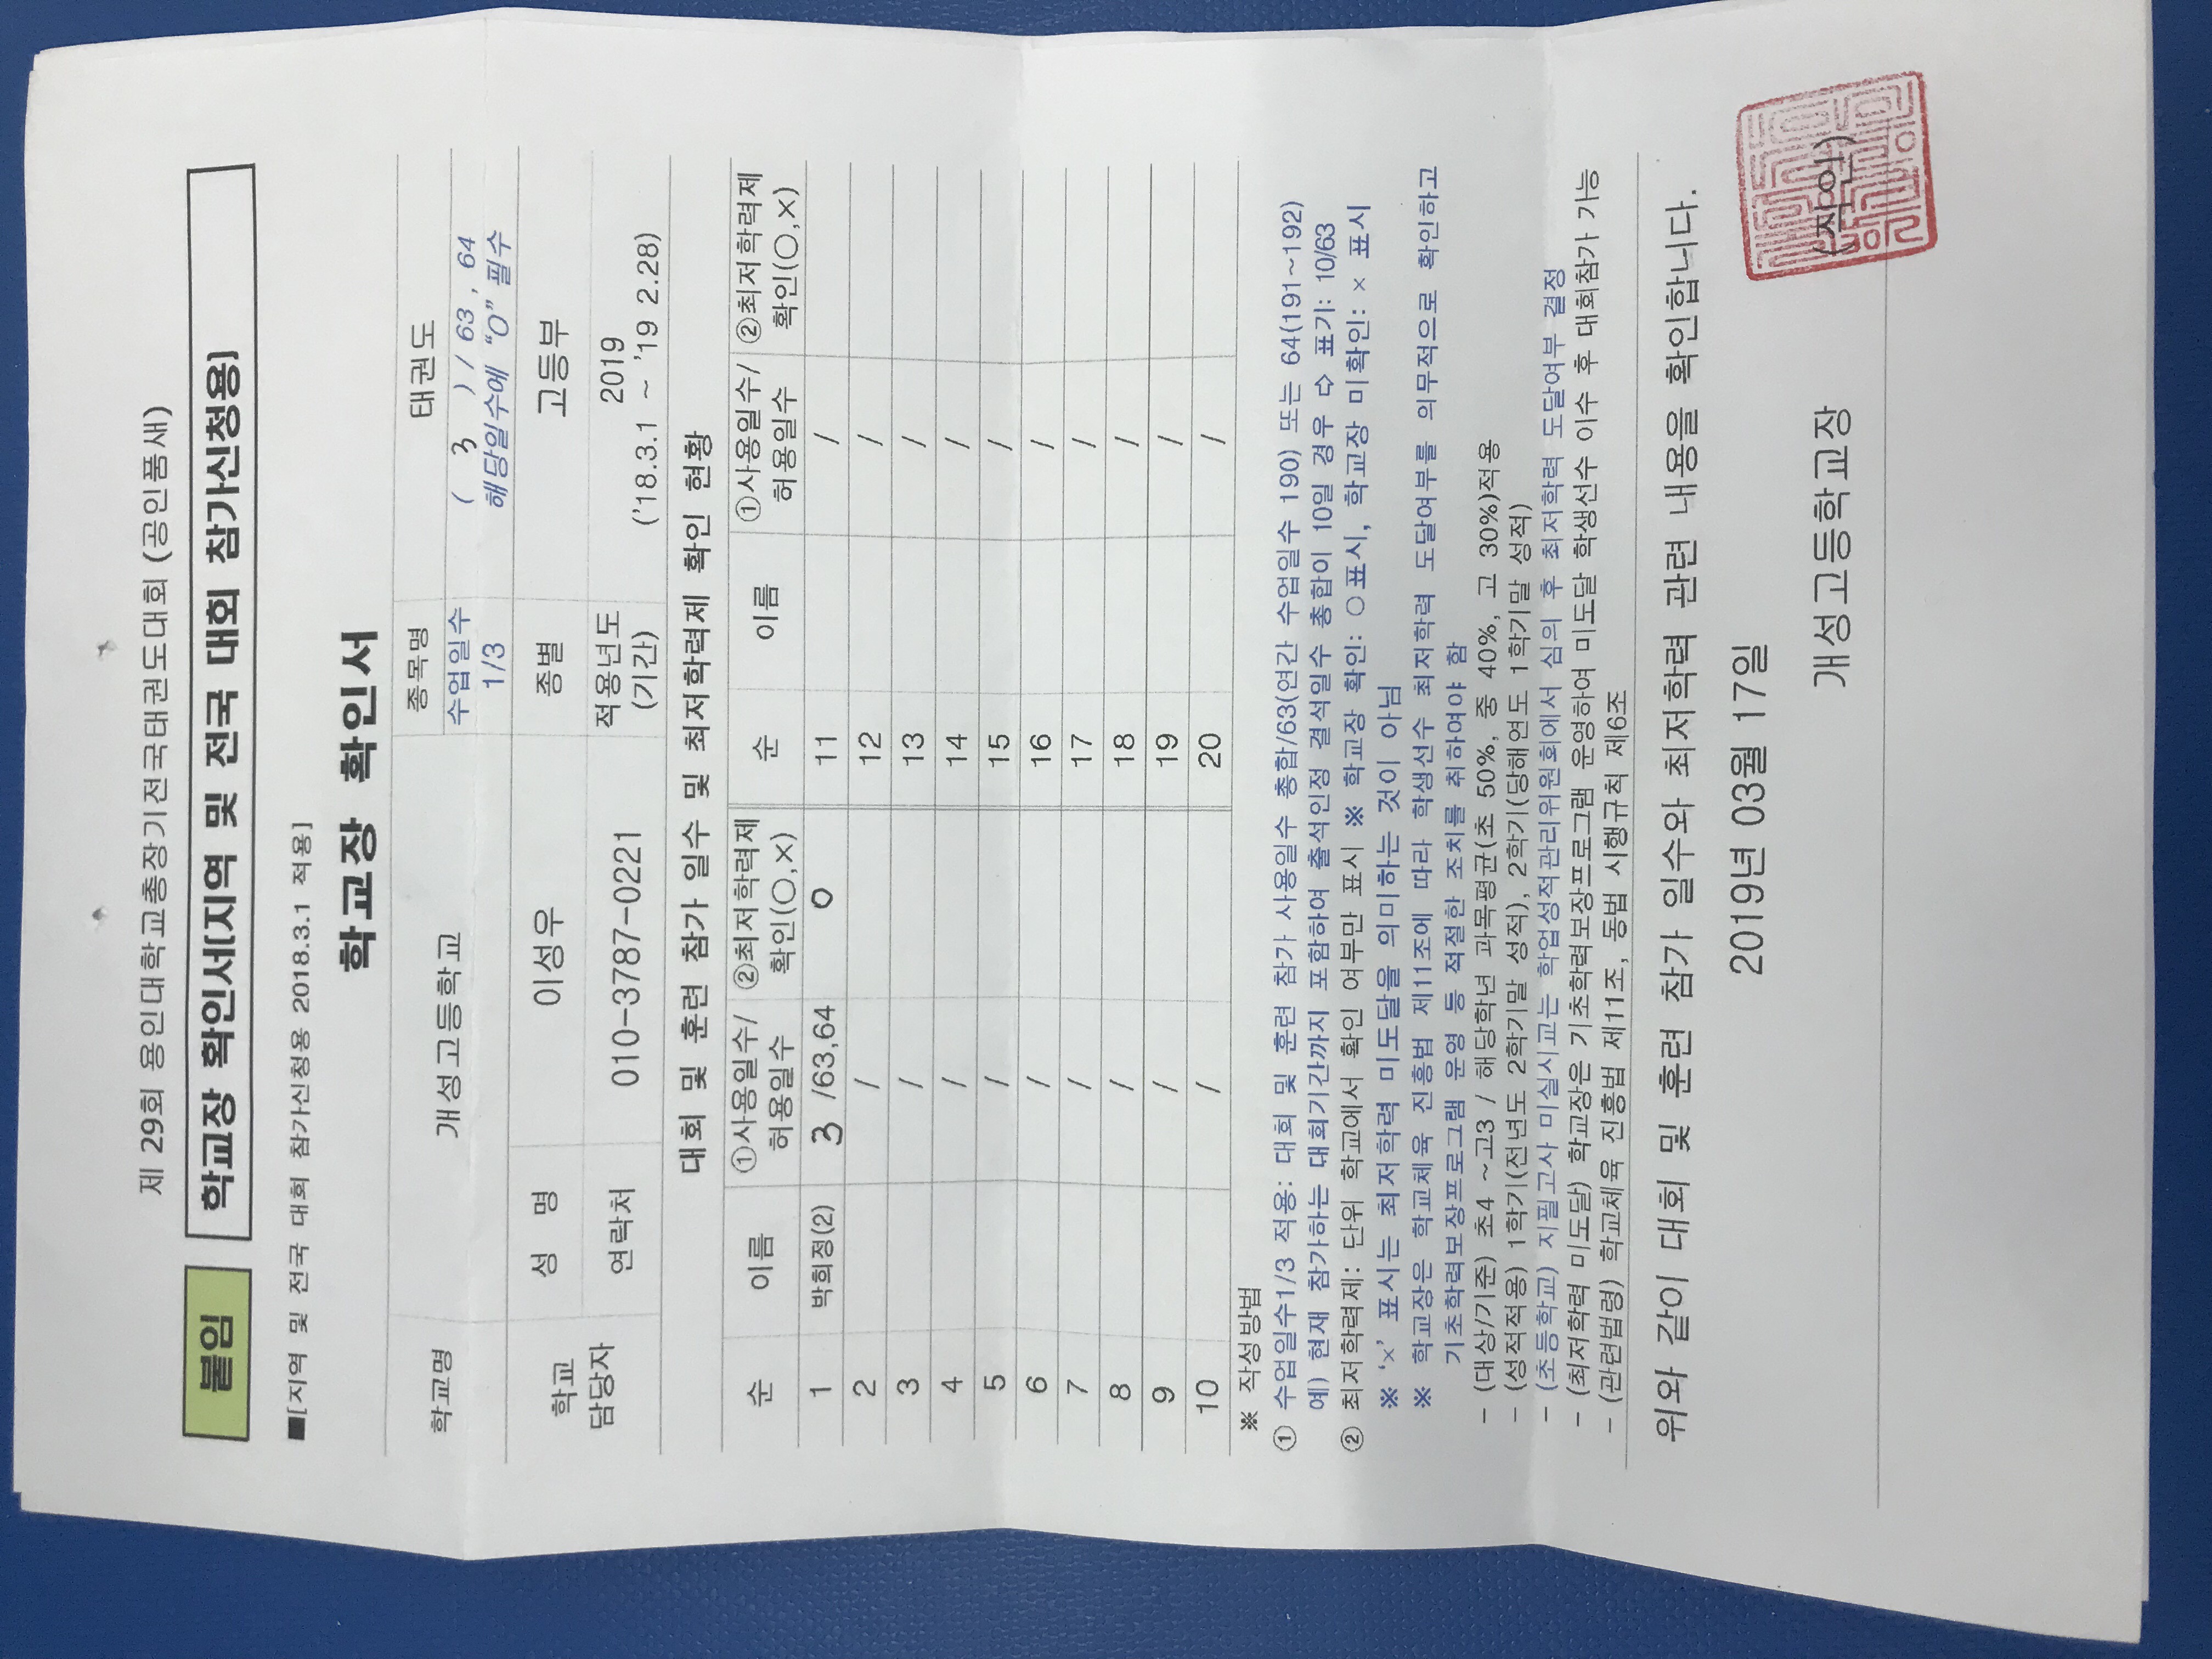 제 29회 용인대학교총장기전국태권도대회 (공인품새)
붙임 학교장 확인서[지역 및 전국 대회 참가신청용]
■[지역 및 전국 대회 참가신청용 2018.3.1 적용]
학교장 확인서
학교명 개성고등학교 종목명 태권도
수업일수 1/3 ( 3 ) / 63, 64
해당일수에 “O” 필수
학교 담당자 성 명 이성우 종별 고등부
연락처 010-3787-0221 적용년도 (기간) 2019
('18.3.1 ~ '19 2.28)
대회 및 훈련 참가 일수 및 최저학력제 확인 현황
순 이름 ①사용일수/허용일수 ②최저학력제 확인(○,×) 순 이름 ①사용일수/허용일수 ②최저학력제 확인(○,×)
1 박희정(2) 3 /63,64 O 11 /
2 / 12 /
3 / 13 /
4 / 14 /
5 / 15 /
6 / 16 /
7 / 17 /
8 / 18 /
9 / 19 /
10 / 20 /
※ 작성방법
① 수업일수1/3 적용: 대회 및 훈련 참가 사용일수 총합/63(연간 수업일수 190) 또는 64(191~192)
예) 현재 참가하는 대회기간까지 포함하여 출석인정 결석일수 총합이 10일 경우 ⇨ 표기: 10/63
② 최저학력제: 단위 학교에서 확인 여부만 표시 ※ 학교장 확인: ○표시, 학교장 미확인: × 표시
※ ‘×’ 표시는 최저학력 미도달을 의미하는 것이 아님
※ 학교장은 학교체육 진흥법 제11조에 따라 학생선수 최저학력 도달여부를 의무적으로 확인하고
기초학력보장프로그램 운영 등 적절한 조치를 취하여야 함
- (대상/기준) 초4 ~고3 / 해당학년 과목평균(초 50%, 중 40%, 고 30%)적용
- (성적적용) 1학기(전년도 2학기말 성적), 2학기(당해연도 1학기말 성적)
- (초등학교) 지필고사 미실시교는 학업성적관리위원회에서 심의 후 최저학력 도달여부 결정
- (최저학력 미도달) 학교장은 기초학력보장프로그램 운영하여 미도달 학생선수 이수 후 대회참가 가능
- (관련법령) 학교체육 진흥법 제11조, 동법 시행규칙 제6조
위와 같이 대회 및 훈련 참가 일수와 최저학력 관련 내용을 확인합니다.
2019년 03월 17일
개성고등학교장 (직인)